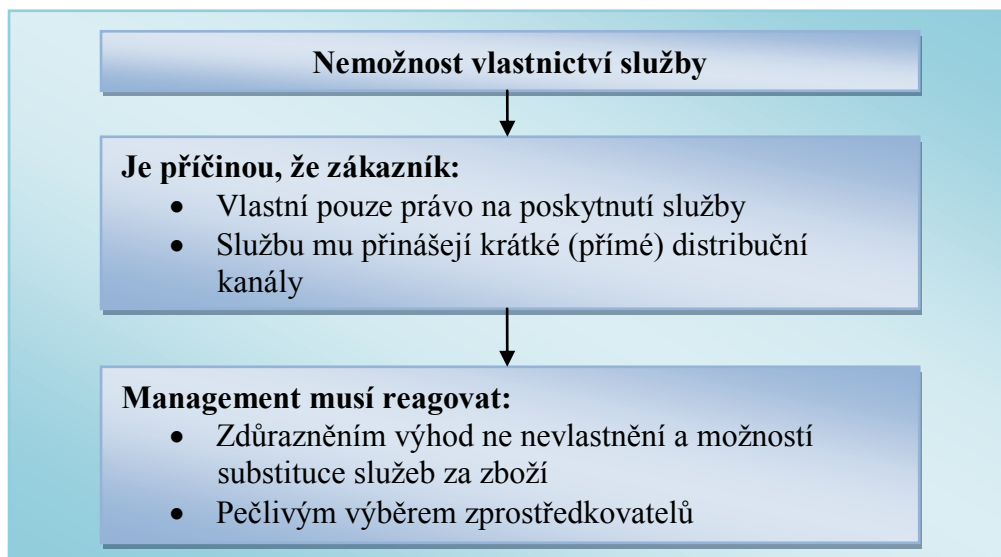 Nemožnost vlastnictví služby
Je příčinou, že zákazník:
• Vlastní pouze právo na poskytnutí služby
• Službu mu přinášejí krátké (přímé) distribuční
kanály
Management musí reagovat:
• Zdůrazněním výhod ne nevlastnění a možností
substituce služeb za zboží
• Pečlivým výběrem zprostředkovatelů